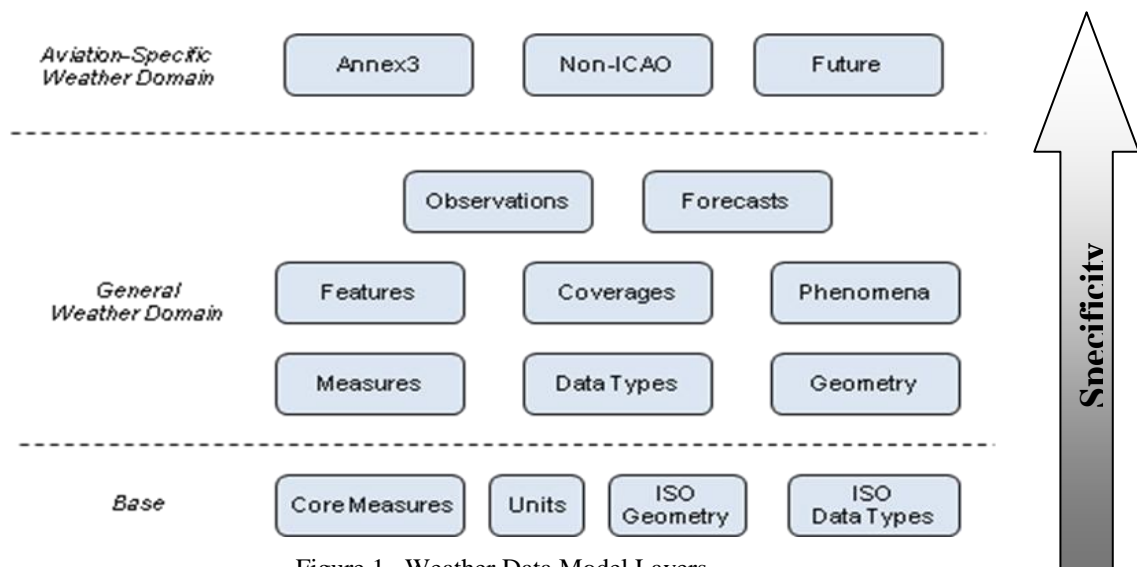 Aviation-Specific
Weather Domain
Annex3
Non-ICAO
Future
Observations
Forecasts
General
Weather Domain
Features
Coverages
Phenomena
Measures
Data Types
Geometry
Specificity
Base
Core Measures
Units
ISO
Geometry
ISO
Data Types
Figure 1. Weather Data Model Layers